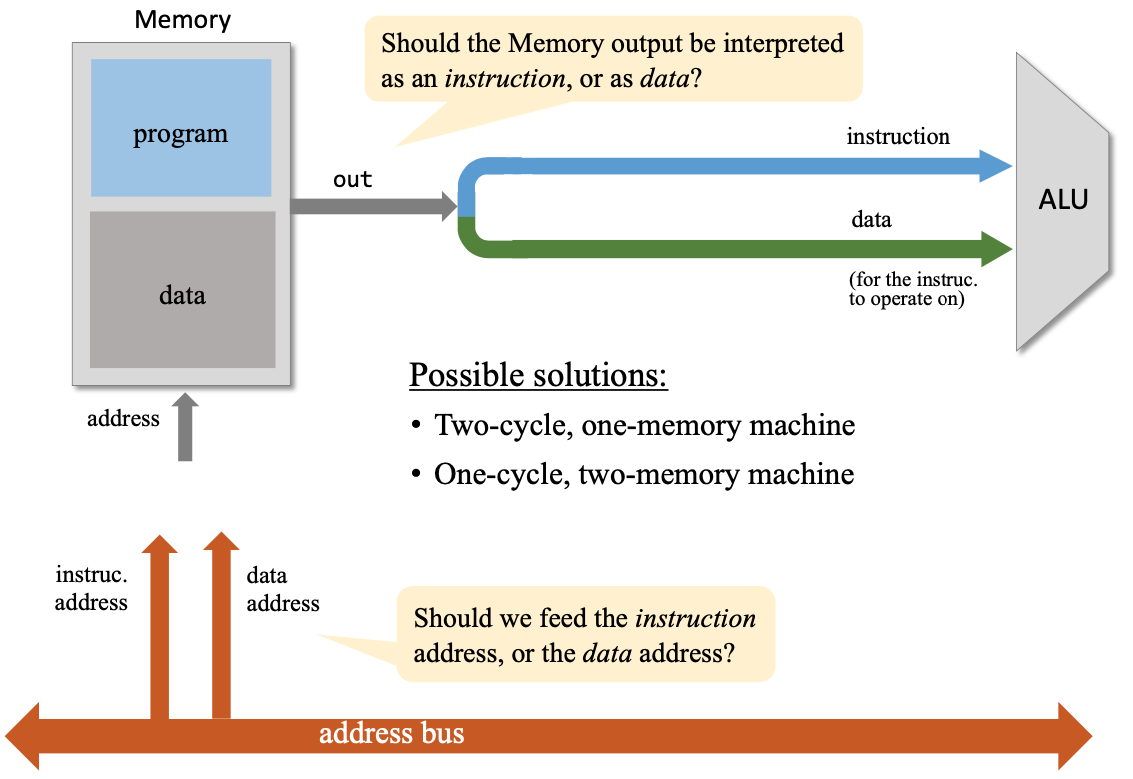 Memory
Should the Memory output be interpreted
as an instruction, or as data?
program
instruction
out
ALU
data
data
(for the instruc.
to operate on)
Possible solutions:
address
• Two-cycle, one-memory machine
• One-cycle, two-memory machine
instruc.
address
data
address
Should we feed the instruction
address, or the data address?
address bus